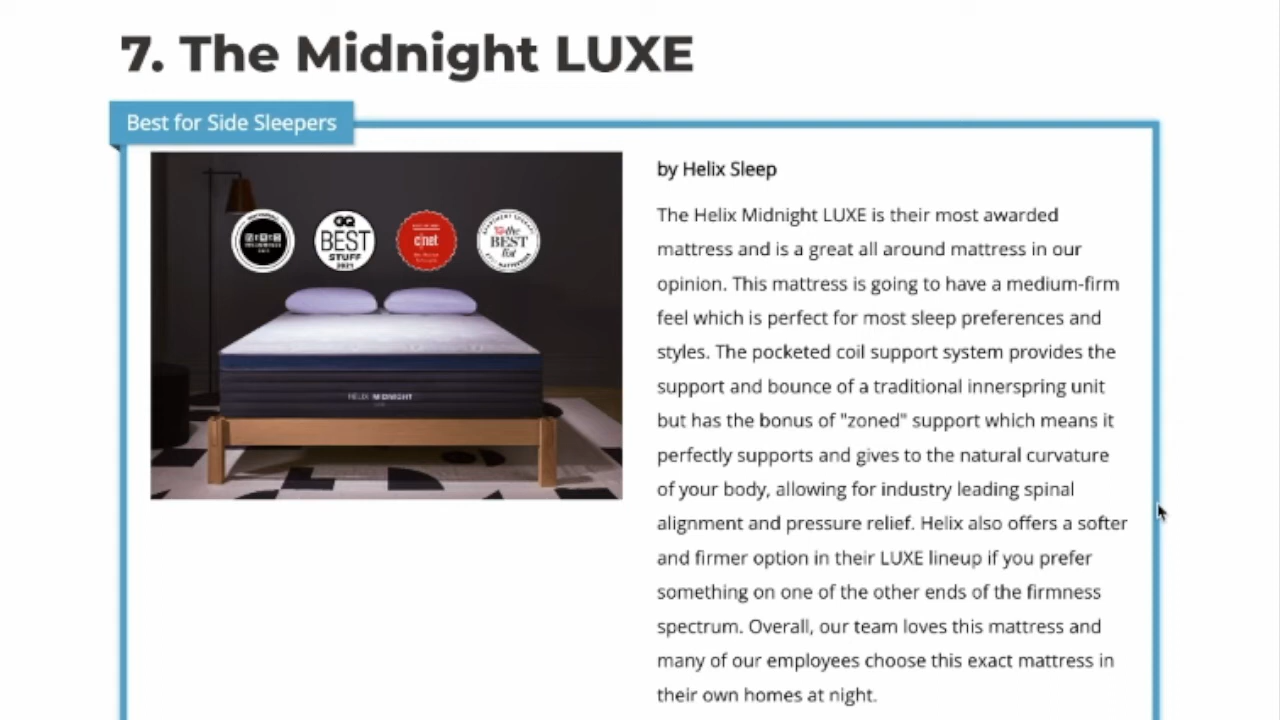 7. The Midnight LUXE
Best for Side Sleepers
by Helix Sleep
GQ
BEST
STUFF
2021
c|net
the
BEST
list
HELIX MIDNIGHT
The Helix Midnight LUXE is their most awarded
mattress and is a great all around mattress in our
opinion. This mattress is going to have a medium-firm
feel which is perfect for most sleep preferences and
styles. The pocketed coil support system provides the
support and bounce of a traditional innerspring unit
but has the bonus of "zoned" support which means it
perfectly supports and gives to the natural curvature
of your body, allowing for industry leading spinal
alignment and pressure relief. Helix also offers a softer
and firmer option in their LUXE lineup if you prefer
something on one of the other ends of the firmness
spectrum. Overall, our team loves this mattress and
many of our employees choose this exact mattress in
their own homes at night.